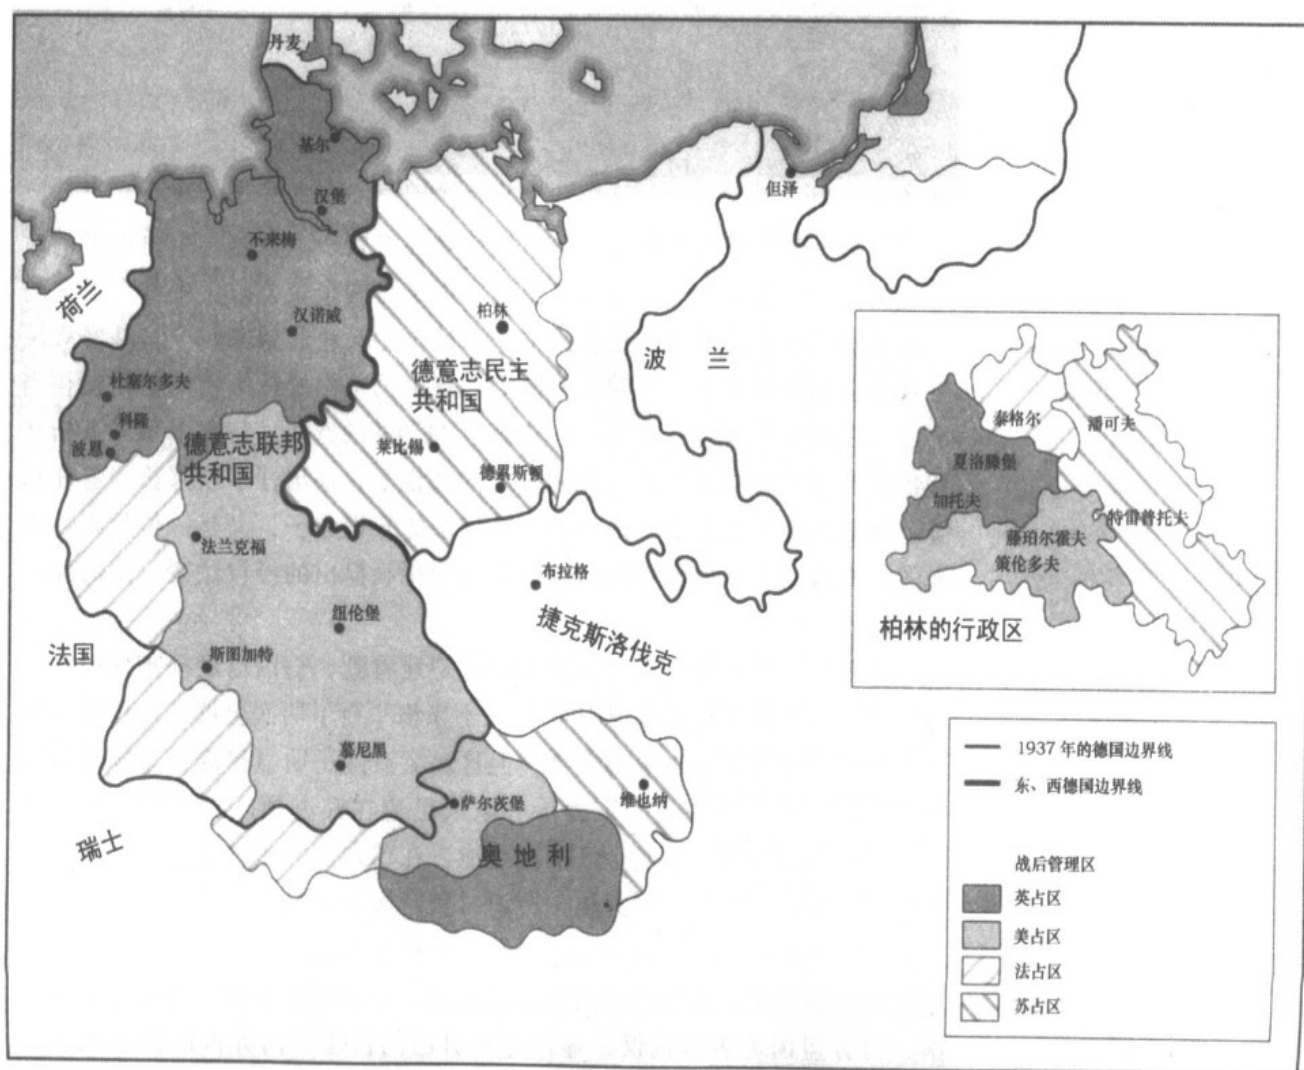 丹麦
基尔
汉堡
不来梅
但泽
荷兰
汉诺威
柏林
波 兰
杜塞尔多夫
科隆
波恩
德意志民主
共和国
德意志联邦
共和国
莱比锡
德累斯顿
法兰克福
布拉格
纽伦堡
捷克斯洛伐克
法国
斯图加特
慕尼黑
萨尔茨堡
维也纳
瑞士
奥地利
泰格尔
潘可夫
夏洛滕堡
加托夫
特雷普托夫
藤珀尔霍夫
策伦多夫
柏林的行政区
1937 年的德国边界线
东、西德国边界线
战后管理区
英占区
美占区
法占区
苏占区